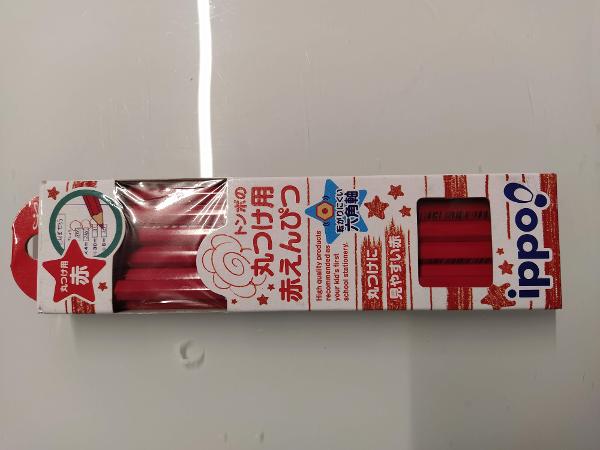 丸つけ用
赤
トンボの
丸つけ用
赤えんぴつ
High quality products
recommended as
your kid's first
school stationery.
転がりにくい
六角軸
丸つけに
見やすい赤
ippo!